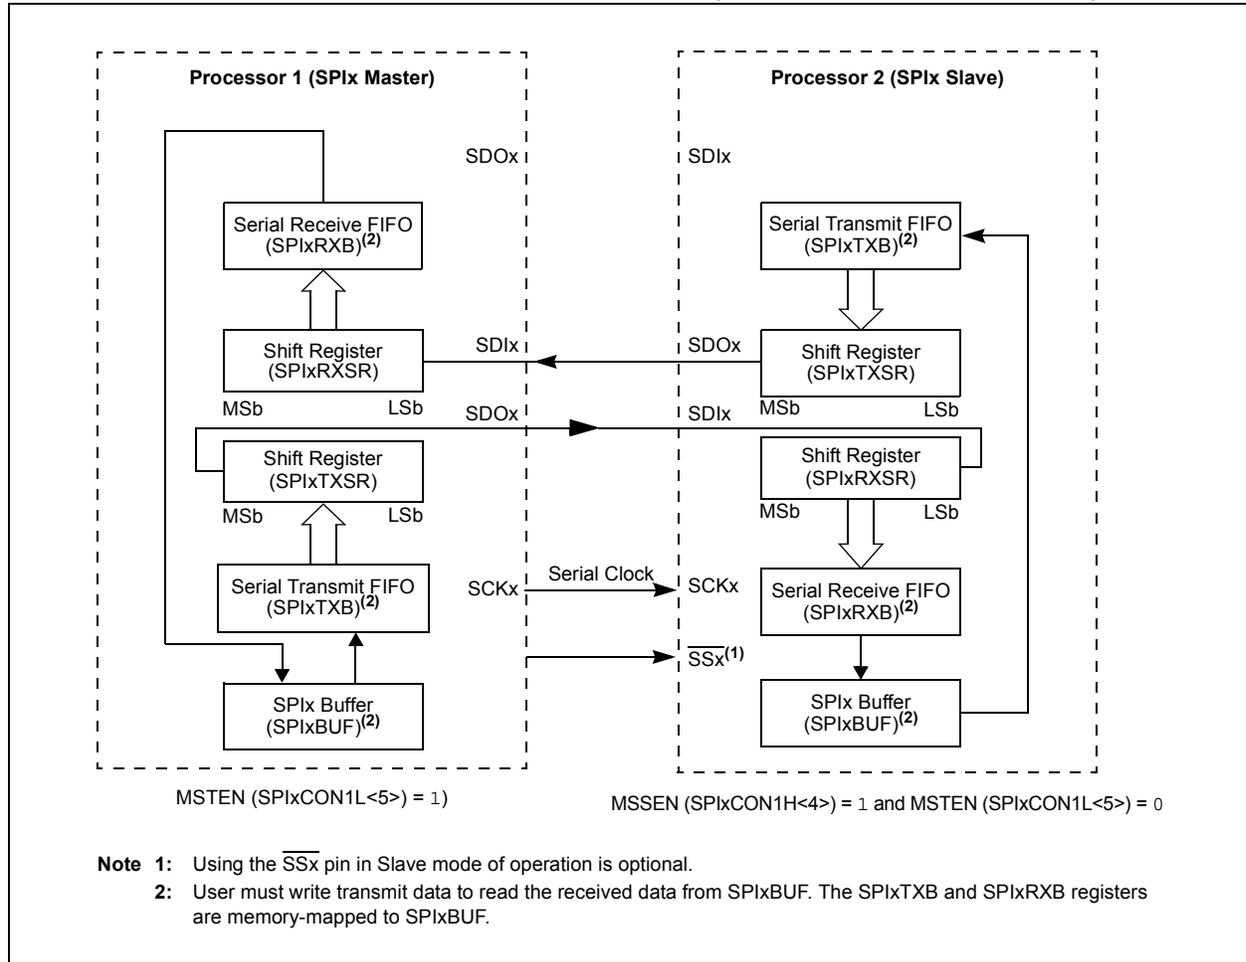 Processor 1 (SPIx Master)
Processor 2 (SPIx Slave)
SDOx
SDIx
Serial Receive FIFO
(SPIxRXB)(2)
Serial Transmit FIFO
(SPIxTXB)(2)
Shift Register
(SPIxRXSR)
SDIx
SDOx
Shift Register
(SPIxTXSR)
MSb
LSb
SDOx
SDIx
MSb
LSb
Shift Register
(SPIxTXSR)
Shift Register
(SPIxRXSR)
MSb
LSb
MSb
LSb
Serial Transmit FIFO
(SPIxTXB)(2)
SCKx
Serial Clock
SCKx
Serial Receive FIFO
(SPIxRXB)(2)
SSx(1)
SPIx Buffer
(SPIxBUF)(2)
SPIx Buffer
(SPIxBUF)(2)
MSTEN (SPIxCON1L<5>) = 1)
MSSEN (SPIxCON1H<4>) = 1 and MSTEN (SPIxCON1L<5>) = 0
Note 1: Using the SSx pin in Slave mode of operation is optional.
2: User must write transmit data to read the received data from SPIxBUF. The SPIxTXB and SPIxRXB registers
are memory-mapped to SPIxBUF.